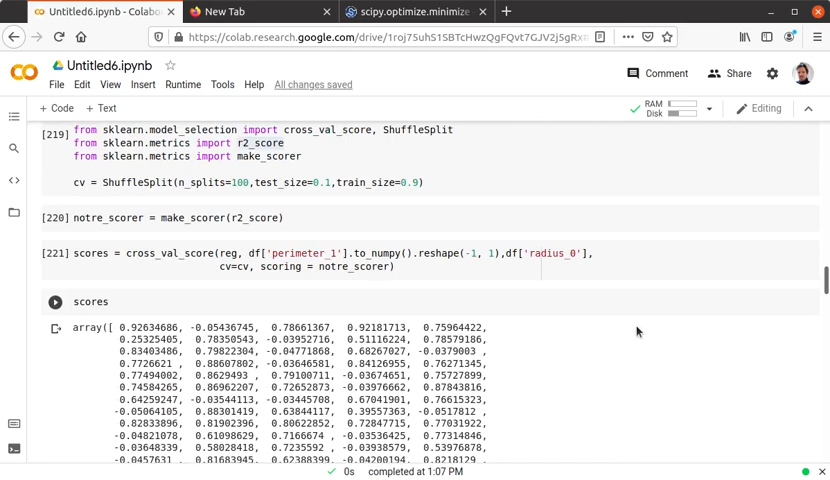 Untitled6.ipynb - Colabo
New Tab
scipy.optimize.minimize -
https://colab.research.google.com/drive/1roj75uhS1SBTcHwzQgFQvt7GJV2j5gRxn
Untitled6.ipynb
File Edit View Insert Runtime Tools Help All changes saved
Comment Share
+ Code + Text
RAM
Disk
Editing
[219] from sklearn.model_selection import cross_val_score, ShuffleSplit
from sklearn.metrics import r2_score
from sklearn.metrics import make_scorer
cv = ShuffleSplit(n_splits=100,test_size=0.1,train_size=0.9)
[220] notre_scorer = make_scorer(r2_score)
[221] scores = cross_val_score(reg, df['perimeter_1'].to_numpy().reshape(-1, 1),df['radius_0'],
cv=cv, scoring = notre_scorer)
scores
array([ 0.92634686, -0.05436745, 0.78661367, 0.92181713, 0.75964422,
0.25325405, 0.78350543, -0.03952716, 0.51116224, 0.78579186,
0.83403486, 0.79822304, -0.04771868, 0.68267027, -0.0379003 ,
0.7726621 , 0.88607802, -0.03646581, 0.84126955, 0.76271345,
0.77494002, 0.8629493 , 0.79100711, -0.03674651, 0.75727899,
0.74584265, 0.86962207, 0.72652873, -0.03976662, 0.87843816,
0.64259247, -0.03544113, -0.03445708, 0.67041901, 0.76615323,
-0.05064105, 0.88301419, 0.63844117, 0.39557363, -0.0517812 ,
0.82833896, 0.81902396, 0.80622852, 0.72847715, 0.77031922,
-0.04821078, 0.61098629, 0.7166674 , -0.03536425, 0.77314846,
-0.03648339, 0.58028418, 0.7235592 , -0.03938579, 0.53976878,
-0.0457631 , 0.81683945, 0.62388399, -0.04200194, 0.8218129 ,
0s completed at 1:07 PM